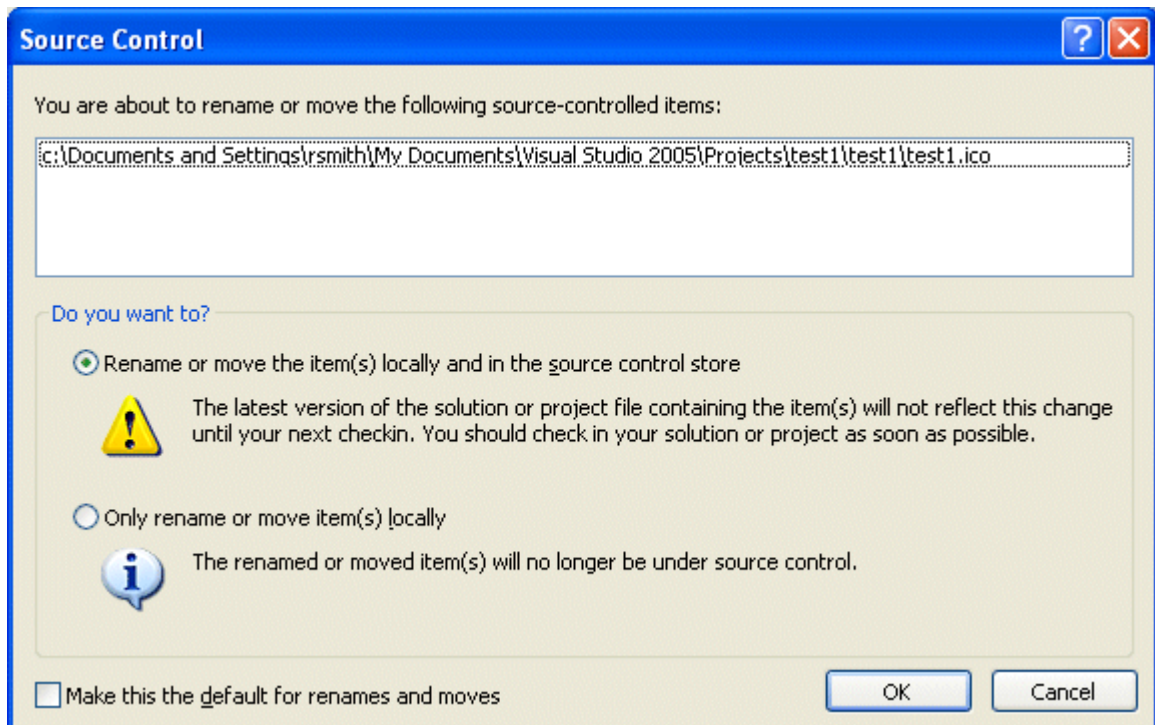 Source Control
You are about to rename or move the following source-controlled items:
c:\Documents and Settings\rsmith\My Documents\Visual Studio 2005\Projects\test1\test1\test1.ico
Do you want to?
Rename or move the item(s) locally and in the source control store
The latest version of the solution or project file containing the item(s) will not reflect this change
until your next checkin. You should check in your solution or project as soon as possible.
Only rename or move item(s) locally
The renamed or moved item(s) will no longer be under source control.
Make this the default for renames and moves
OK
Cancel